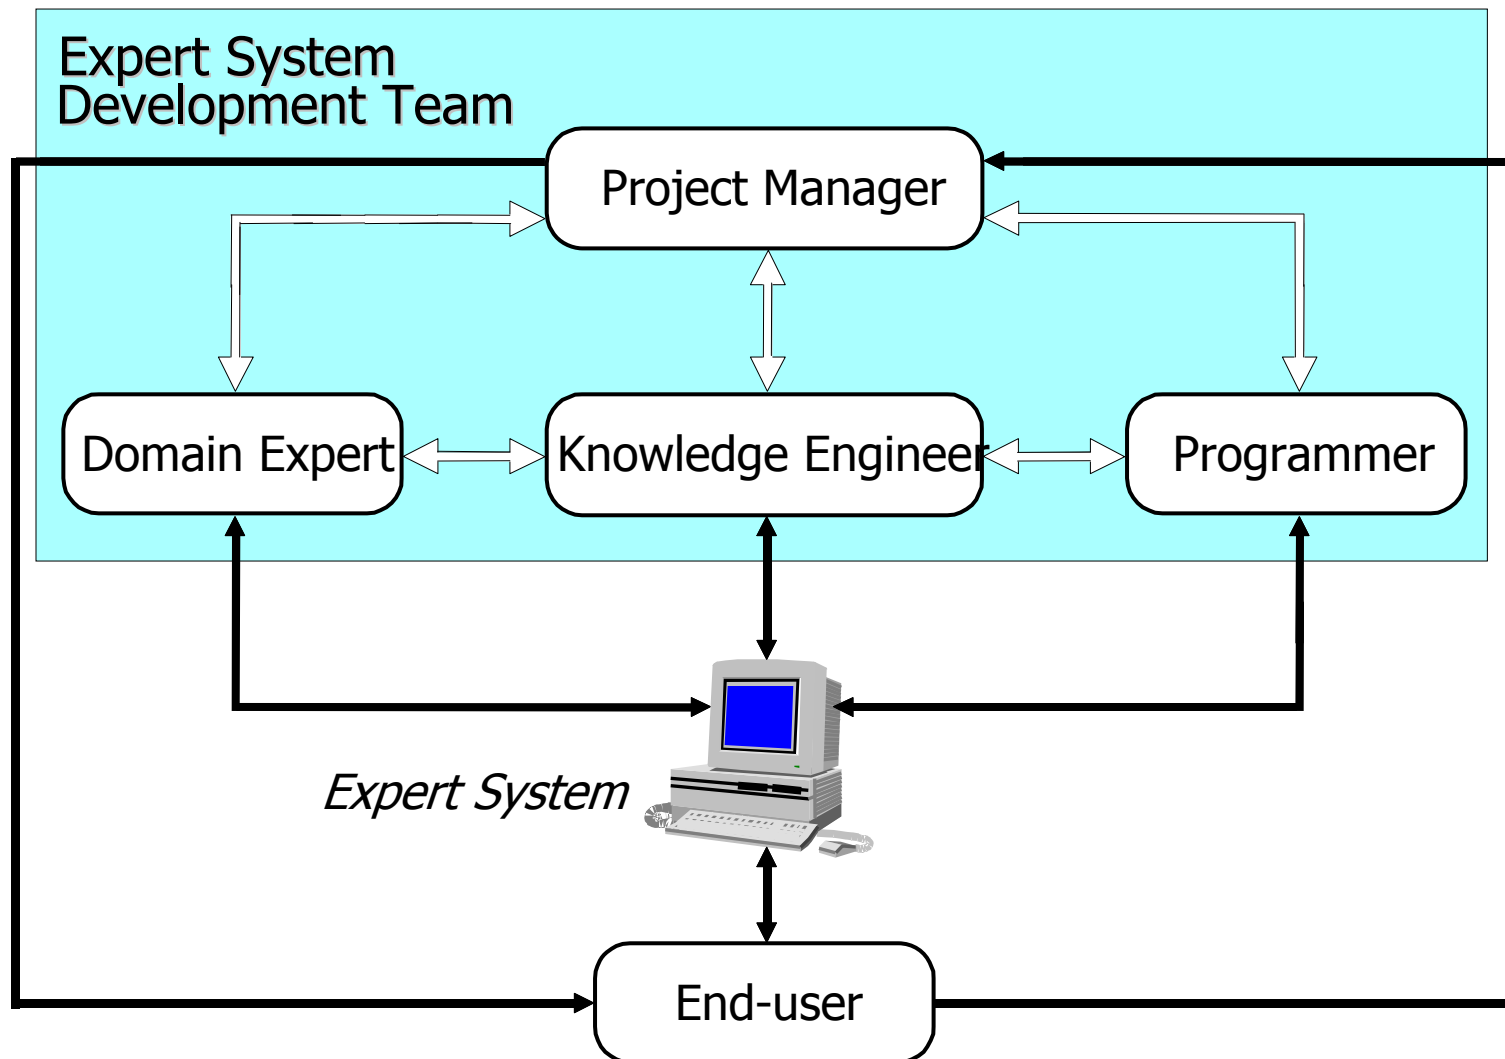 Expert System
Development Team
Project Manager
Domain Expert
Knowledge Engineer
Programmer
Expert System
End-user